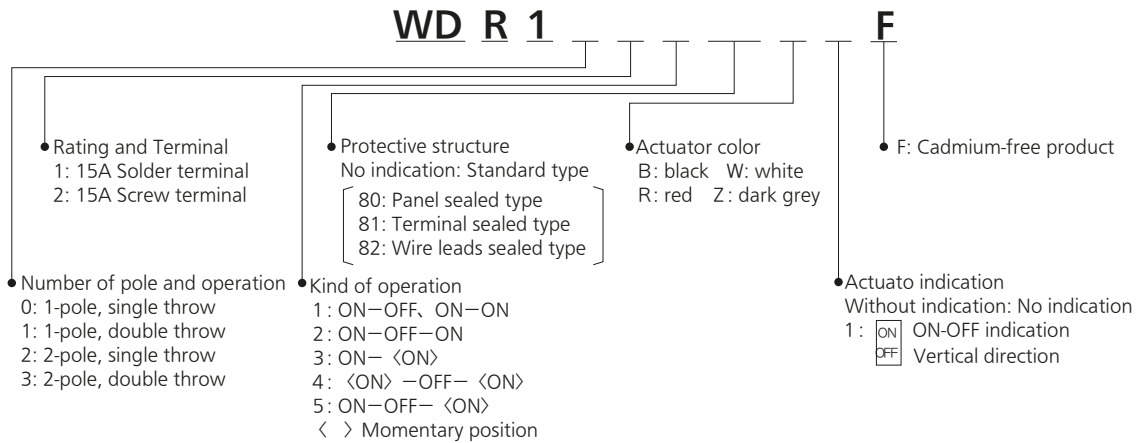 WD R 1 _ _ _ _ _ _ F
Rating and Terminal
1: 15A Solder terminal
2: 15A Screw terminal
Protective structure
No indication: Standard type
80: Panel sealed type
81: Terminal sealed type
82: Wire leads sealed type
Actuator color
B: black W: white
R: red Z: dark grey
F: Cadmium-free product
Number of pole and operation
0: 1-pole, single throw
1: 1-pole, double throw
2: 2-pole, single throw
3: 2-pole, double throw
Kind of operation
1: ON−OFF、ON−ON
2: ON−OFF−ON
3: ON−〈ON〉
4: 〈ON〉−OFF−〈ON〉
5: ON−OFF−〈ON〉
〈 〉 Momentary position
Actuato indication
Without indication: No indication
1: ON ON-OFF indication
OFF Vertical direction